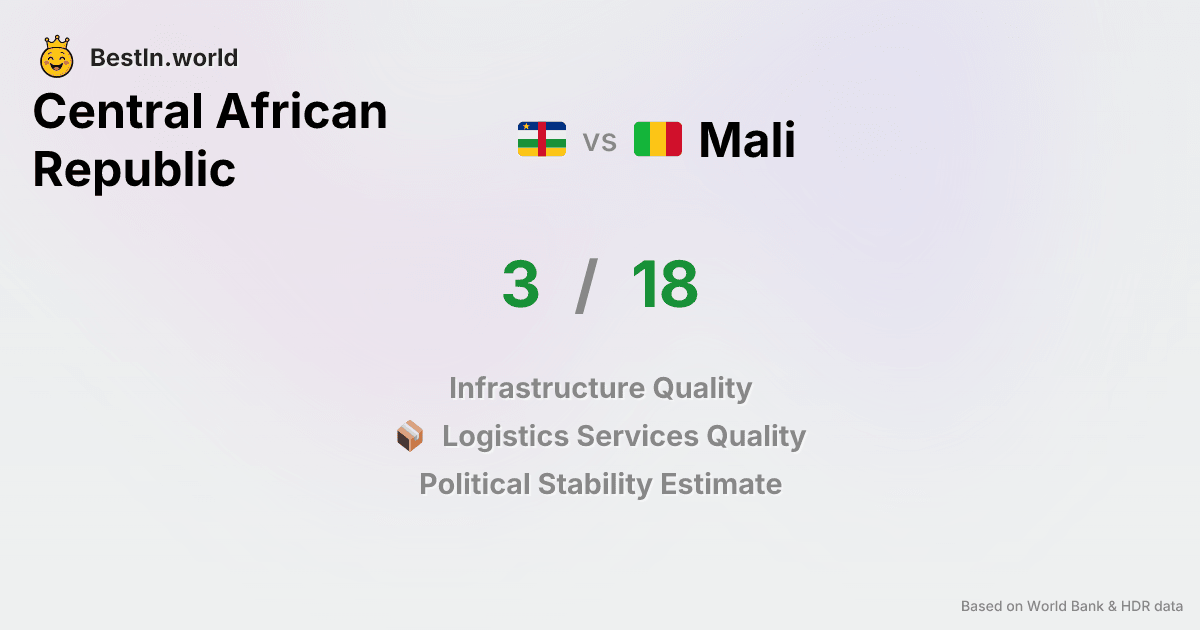 BestIn.world
Central African
Republic
vs
Mali
3 / 18
Infrastructure Quality
Logistics Services Quality
Political Stability Estimate
Based on World Bank & HDR data